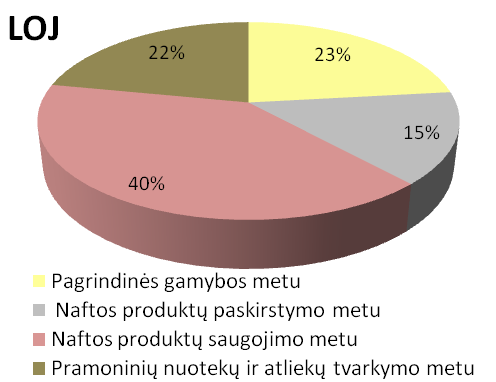 LOJ
22%
23%
15%
40%
Pagrindinės gamybos metu
Naftos produktų paskirstymo metu
Naftos produktų saugojimo metu
Pramoninių nuotekų ir atliekų tvarkymo metu